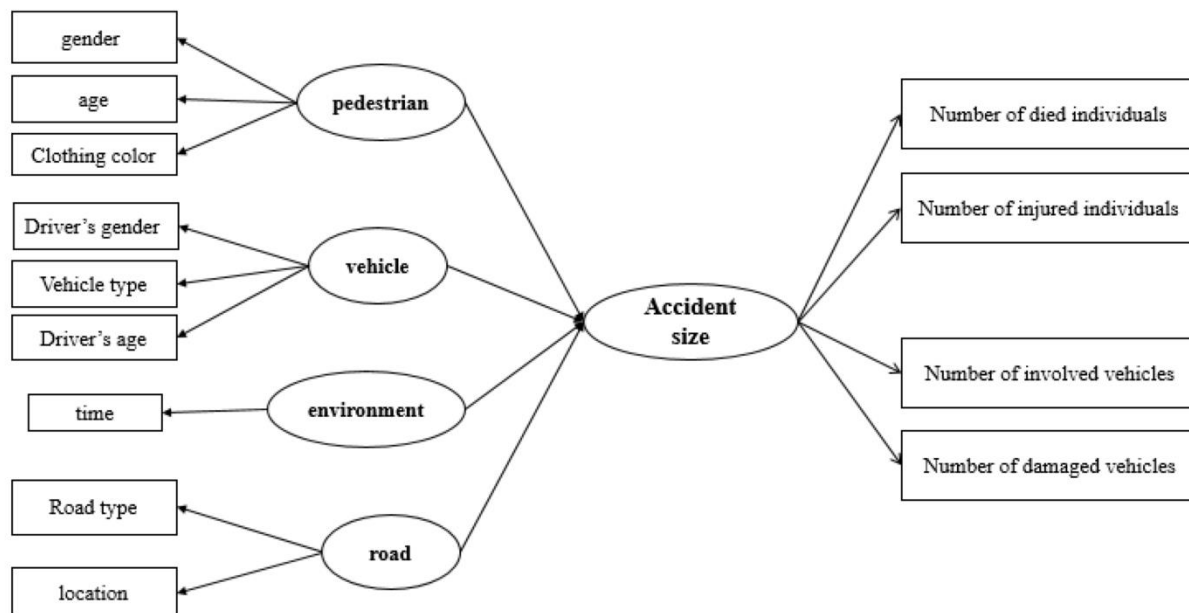 gender
age
Clothing color
pedestrian
Driver’s gender
Vehicle type
Driver’s age
vehicle
time
environment
Road type
location
road
Accident
size
Number of died individuals
Number of injured individuals
Number of involved vehicles
Number of damaged vehicles